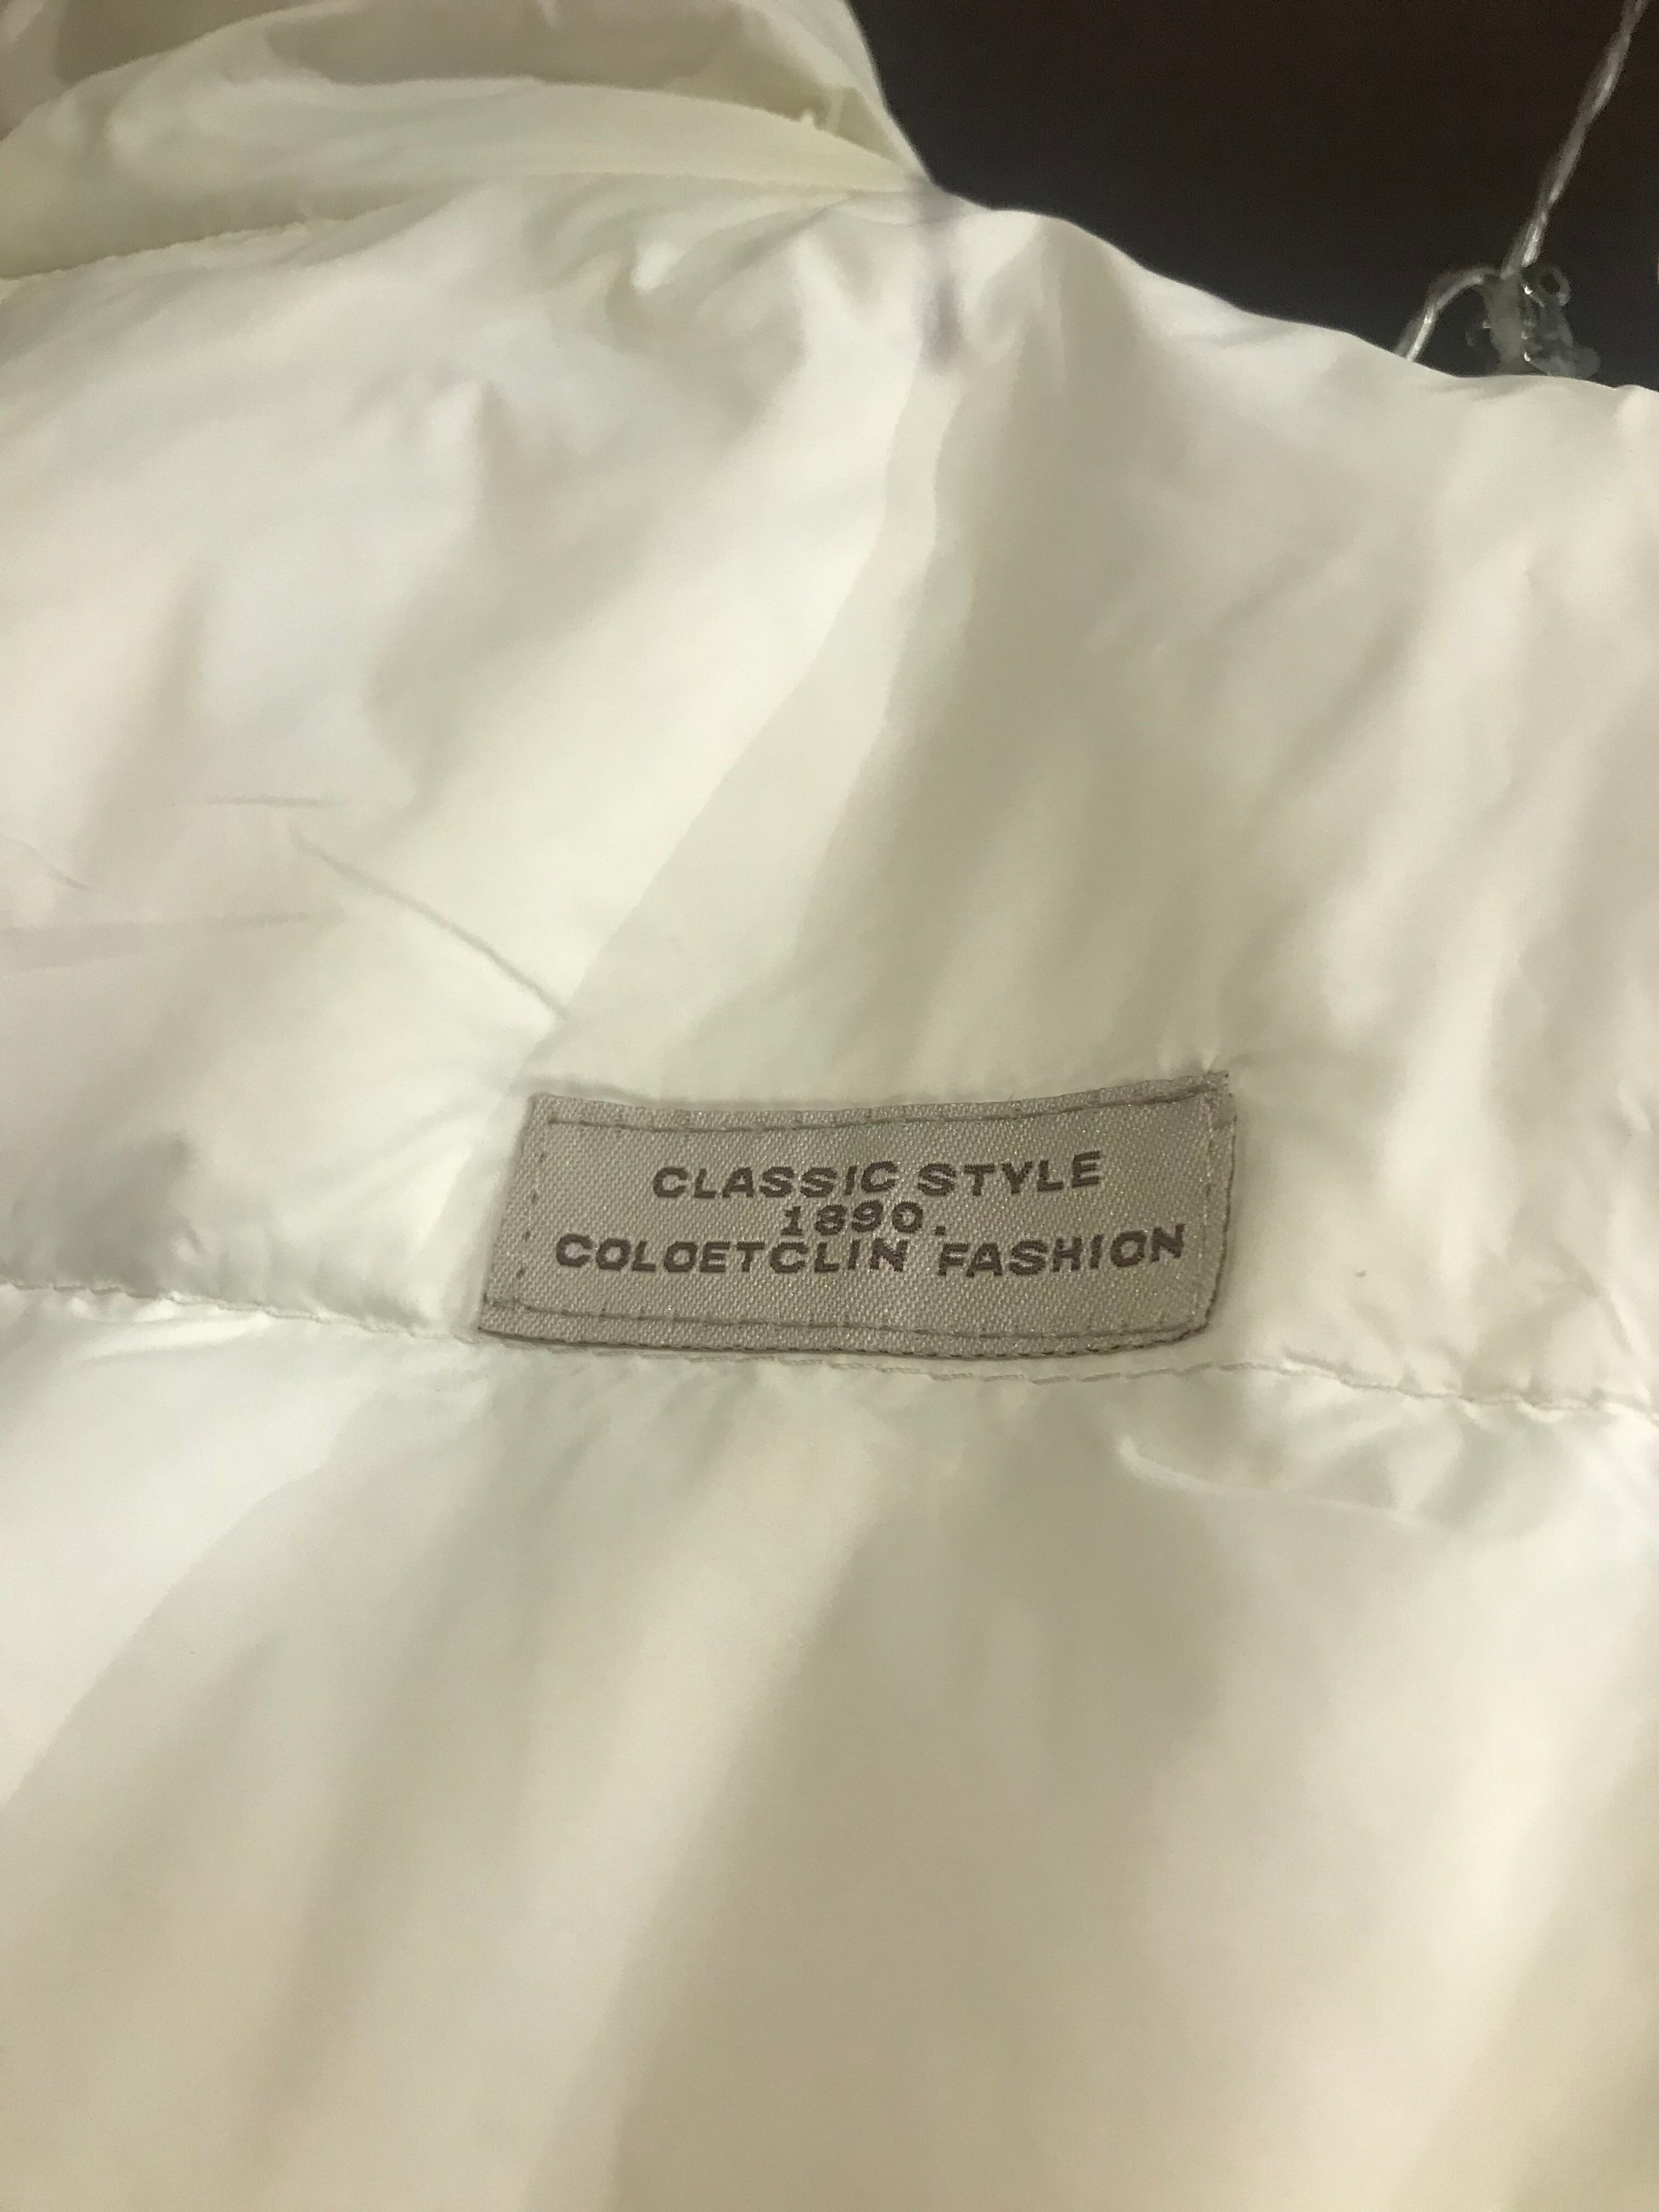 CLASSIC STYLE
1890.
COLOETCLIN FASHION